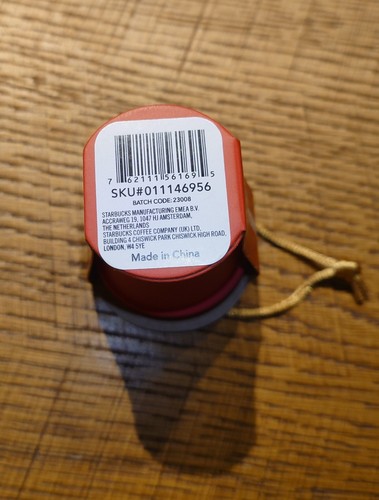 7 62111 56169 5
SKU#011146956
BATCH CODE: 23008
STARBUCKS MANUFACTURING EMEA B.V.
ACCRAWEG 19, 1047 HJ AMSTERDAM,
THE NETHERLANDS
STARBUCKS COFFEE COMPANY (UK) LTD,
BUILDING 4 CHISWICK PARK CHISWICK HIGH ROAD,
LONDON, W4 5YE
Made in China